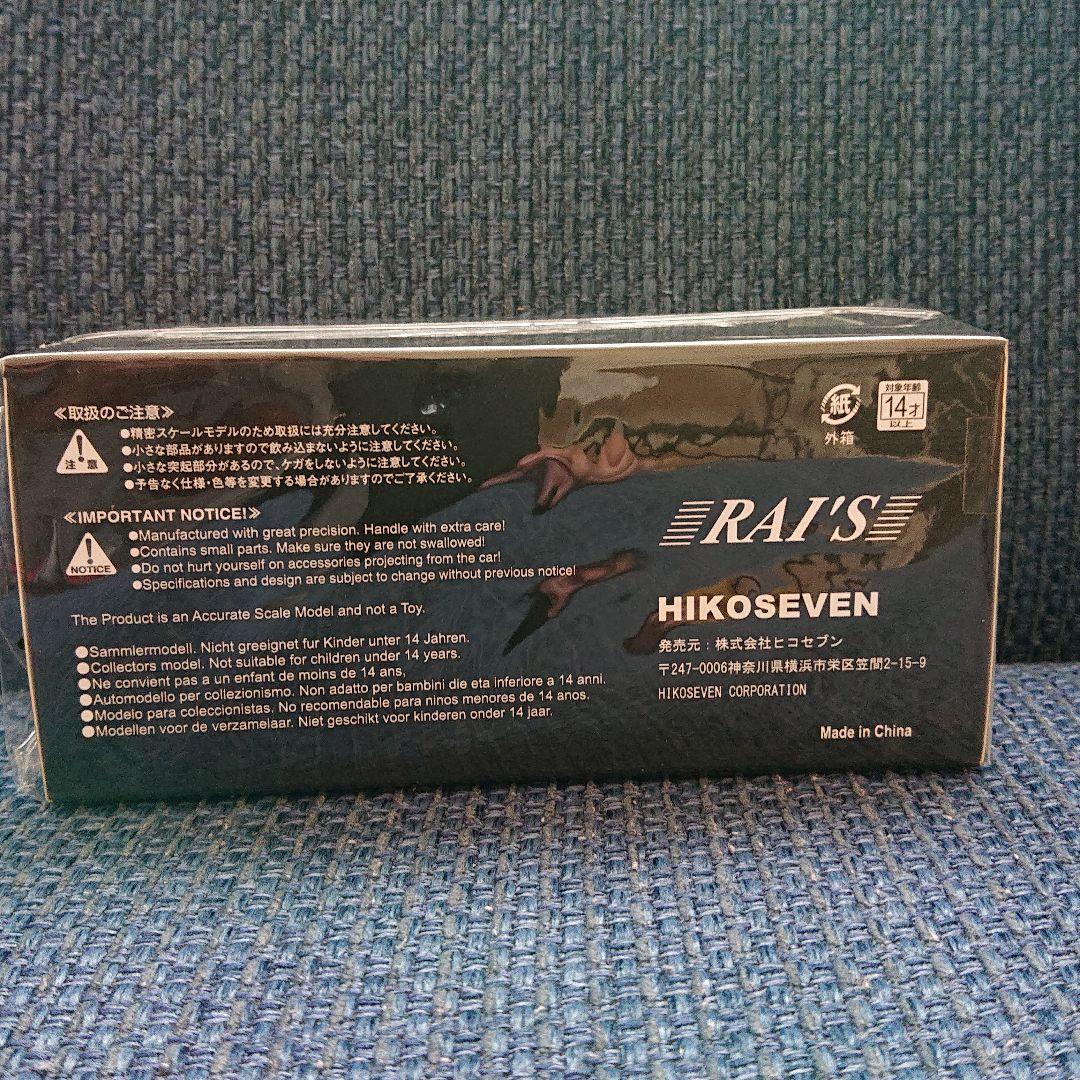 ≪取扱のご注意≫
注意
●精密スケールモデルのため取扱には充分注意してください。
●小さな部品がありますので飲み込まないように注意してください。
●小さな突起部分があるので、ケガをしないように注意してください。
●予告なく仕様・色等を変更する場合がありますのでご了承ください。
≪IMPORTANT NOTICE!≫
NOTICE
●Manufactured with great precision. Handle with extra care!
●Contains small parts. Make sure they are not swallowed!
●Do not hurt yourself on accessories projecting from the car!
●Specifications and design are subject to change without previous notice!
The Product is an Accurate Scale Model and not a Toy.
●Sammlermodell. Nicht greeignet fur Kinder unter 14 Jahren.
●Collectors model. Not suitable for children under 14 years.
●Ne convient pas a un enfant de moins de 14 ans,
●Automodello per collezionismo. Non adatto per bambini die eta inferiore a 14 anni.
●Modelo para coleccionistas. No recomendable para ninos menores de 14 anos.
●Modellen voor de verzamelaar. Niet geschikt voor kinderen onder 14 jaar.
紙
外箱
対象年齢
14才
以上
RAI'S
HIKOSEVEN
発売元：株式会社ヒコセブン
〒247-0006神奈川県横浜市栄区笠間2-15-9
HIKOSEVEN CORPORATION
Made in China